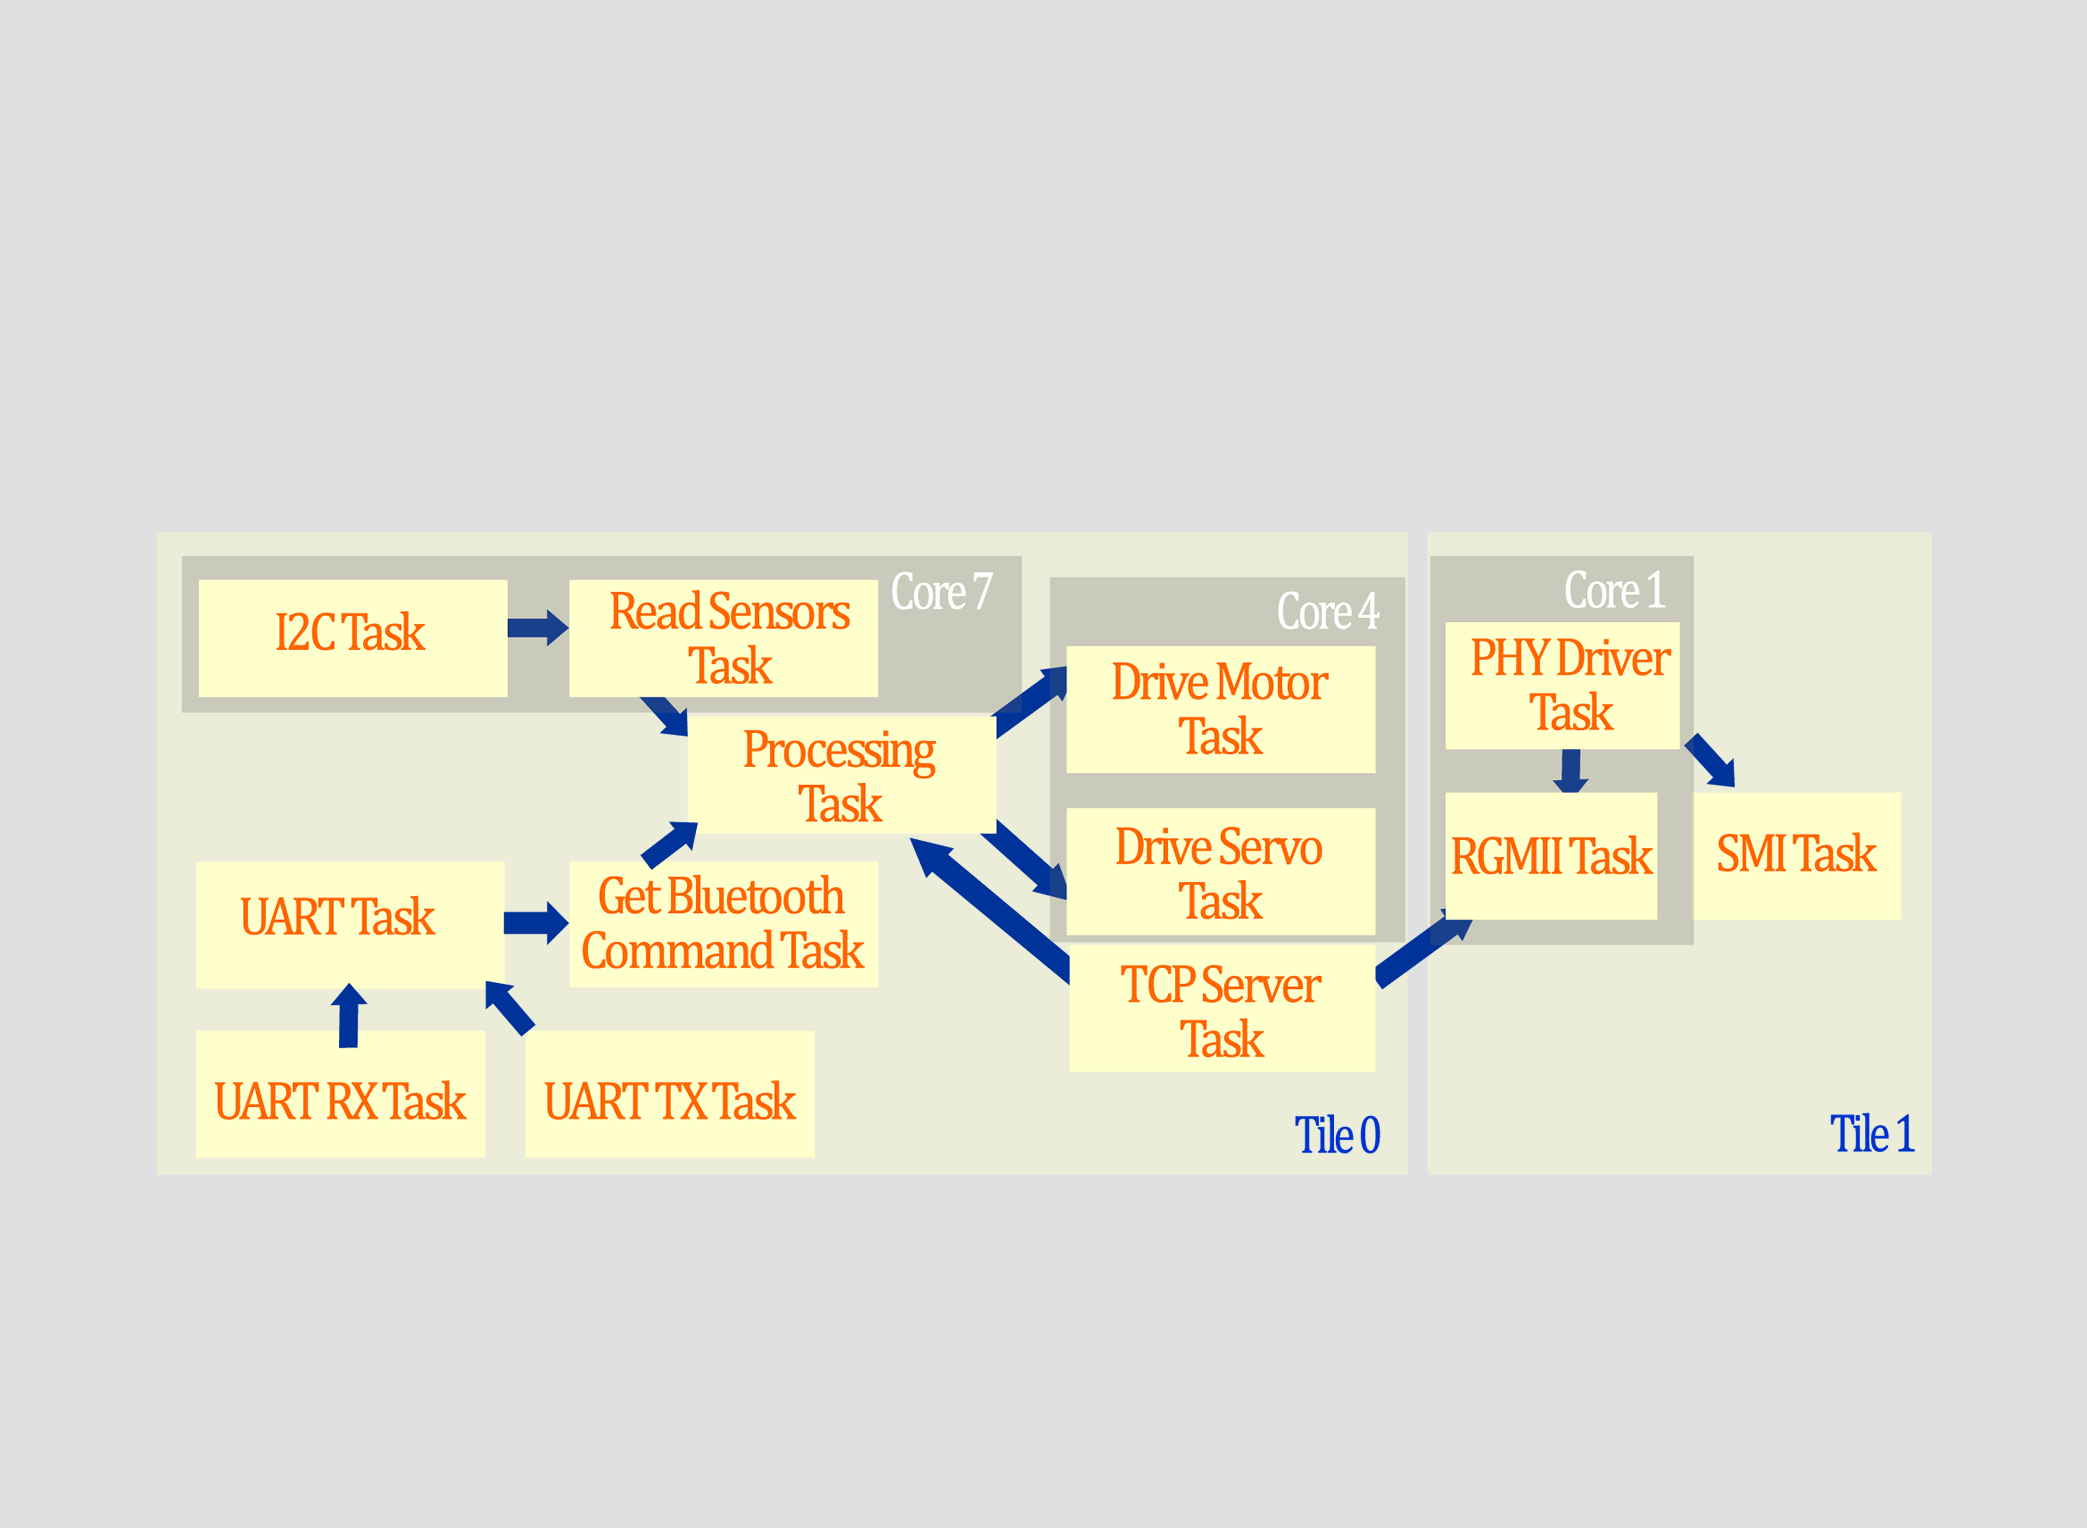 Core 7
I2C Task
Read Sensors
Task
Core 4
Drive Motor
Task
Processing
Task
Drive Servo
Task
UART Task
Get Bluetooth
Command Task
TCP Server
Task
UART RX Task
UART TX Task
Tile 0
Core 1
PHY Driver
Task
RGMII Task
SMI Task
Tile 1